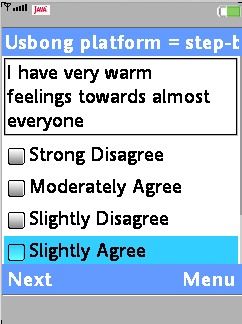 JAVA
Usbong platform = step-b
I have very warm
feelings towards almost
everyone
Strong Disagree
Moderately Agree
Slightly Disagree
Slightly Agree
Next Menu